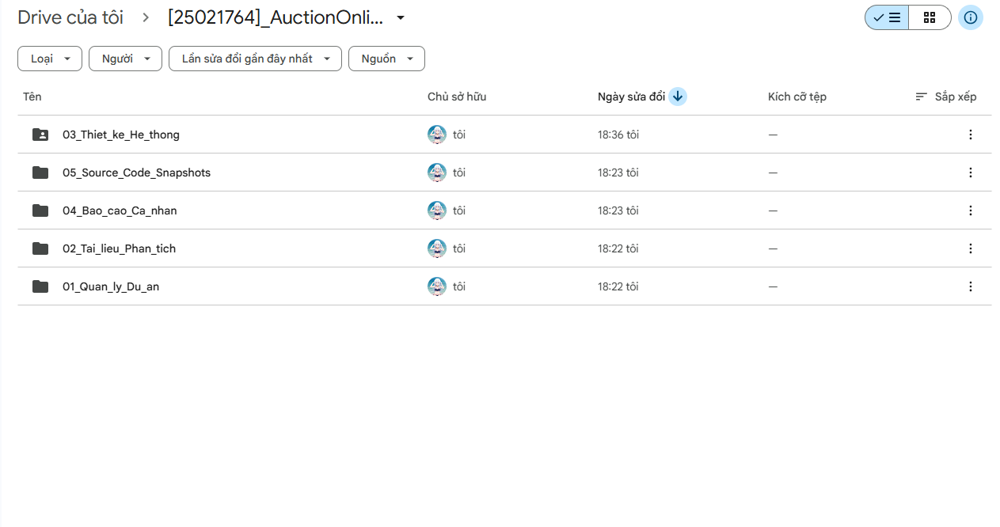 Drive của tôi > [25021764]_AuctionOnli...
Loại Người Lần sửa đổi gần đây nhất Nguồn
Tên Chủ sở hữu Ngày sửa đổi Kích cỡ tệp Sắp xếp
03_Thiet_ke_He_thong tôi 18:36 tôi —
05_Source_Code_Snapshots tôi 18:23 tôi —
04_Bao_cao_Ca_nhan tôi 18:23 tôi —
02_Tai_lieu_Phan_tich tôi 18:22 tôi —
01_Quan_ly_Du_an tôi 18:22 tôi —